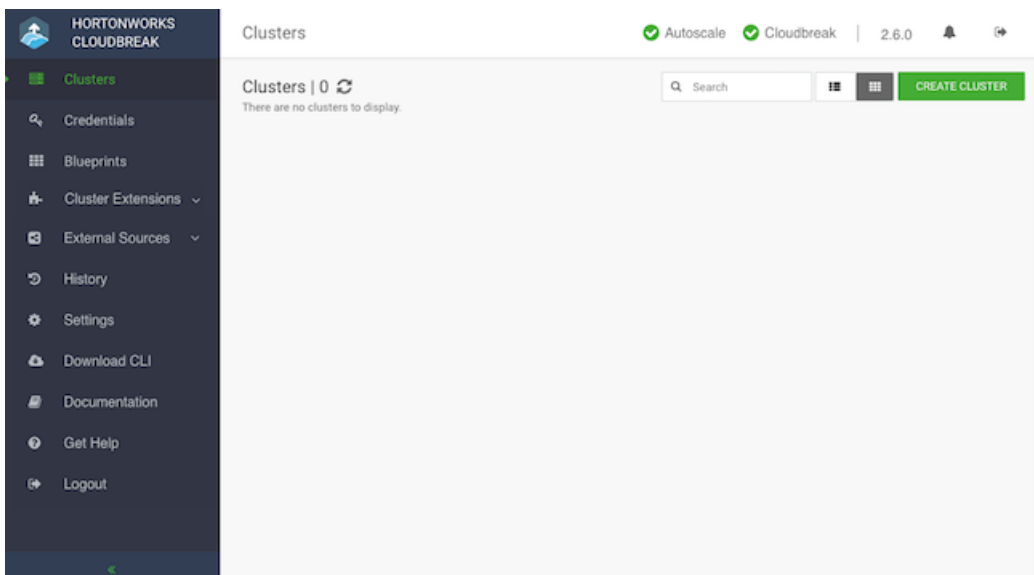 HORTONWORKS
CLOUDBREAK
Clusters
Autoscale
Cloudbreak
2.6.0
Clusters
Credentials
Blueprints
Cluster Extensions
External Sources
History
Settings
Download CLI
Documentation
Get Help
Logout
Clusters | 0
There are no clusters to display.
Search
CREATE CLUSTER